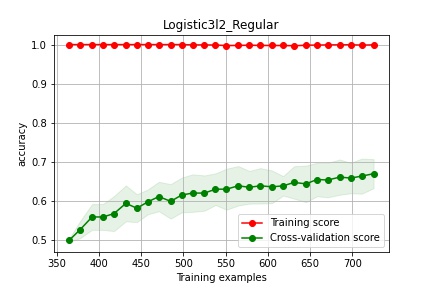 Logistic3l2_Regular
1.0
0.9
0.8
0.7
0.6
0.5
accuracy
Training score
Cross-validation score
350 400 450 500 550 600 650 700
Training examples